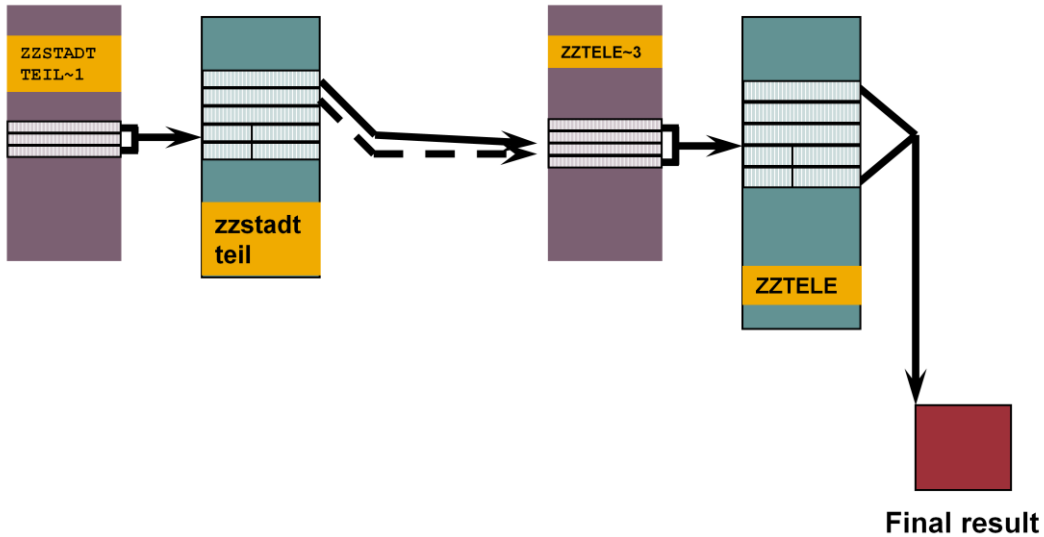 ZZSTADT
TEIL~1
zzstadt
teil
ZZTELE~3
ZZTELE
Final result